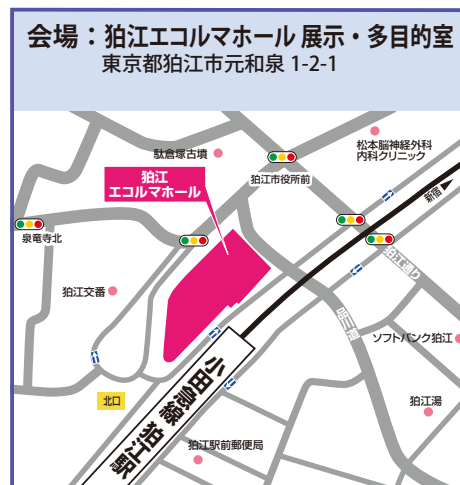 会場：狛江エコルマホール 展示・多目的室
東京都狛江市元和泉 1-2-1
松本脳神経外科
内科クリニック
駄倉塚古墳
狛江市役所前
狛江
エコルマホール
新宿
泉竜寺北
狛江通り
狛江交番
ソフトバンク狛江
北口
小田急線 狛江駅
狛江湯
狛江駅前郵便局